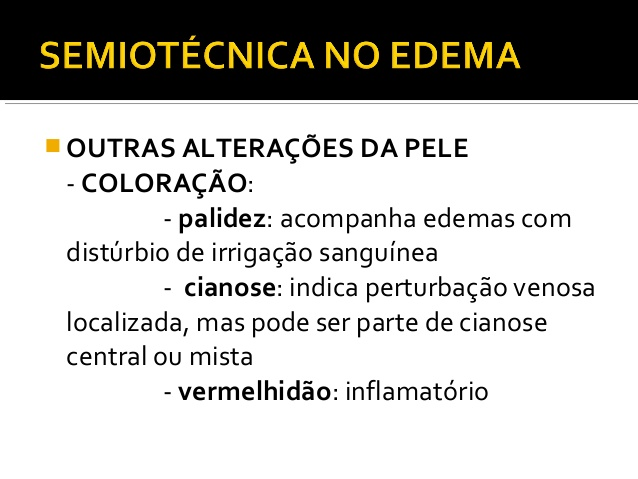 SEMIOTÉCNICA NO EDEMA
OUTRAS ALTERAÇÕES DA PELE
- COLORAÇÃO:
- palidez: acompanha edemas com
distúrbio de irrigação sanguínea
- cianose: indica perturbação venosa
localizada, mas pode ser parte de cianose
central ou mista
- vermelhidão: inflamatório